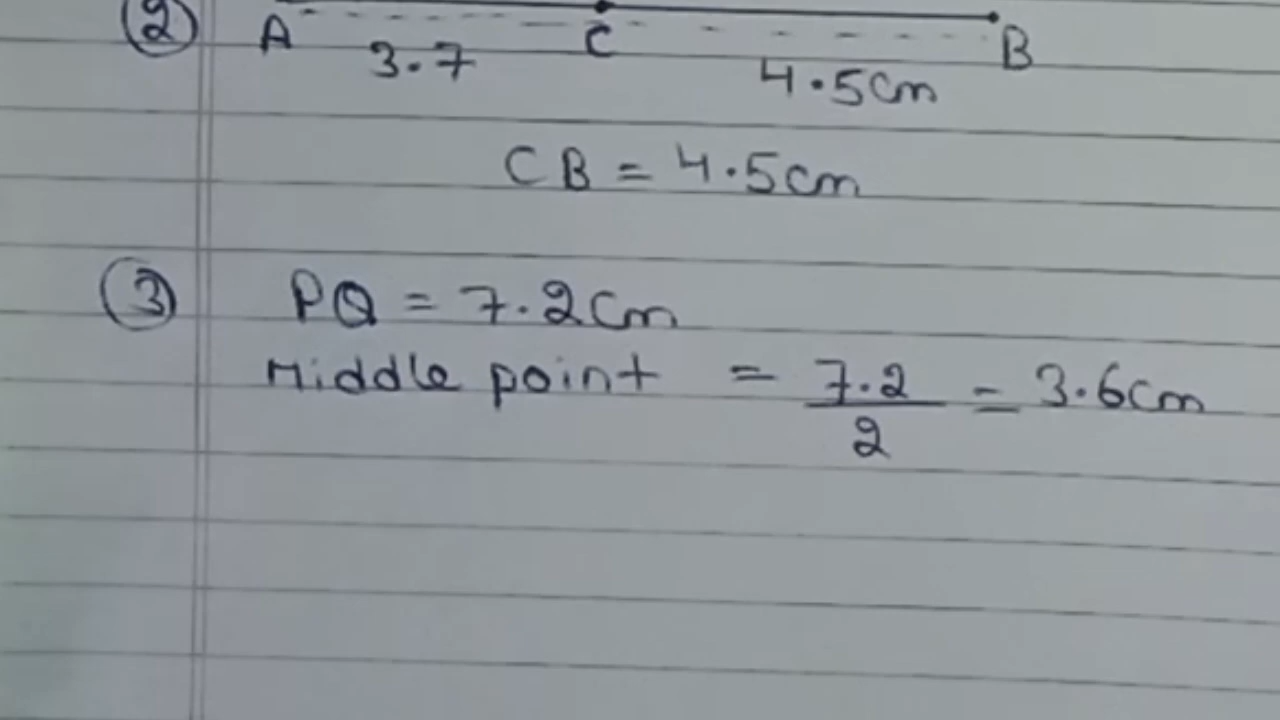 ② A C B
3.7 4.5cm
CB = 4.5cm
③ PQ = 7.2cm
Middle point = 7.2/2 = 3.6cm